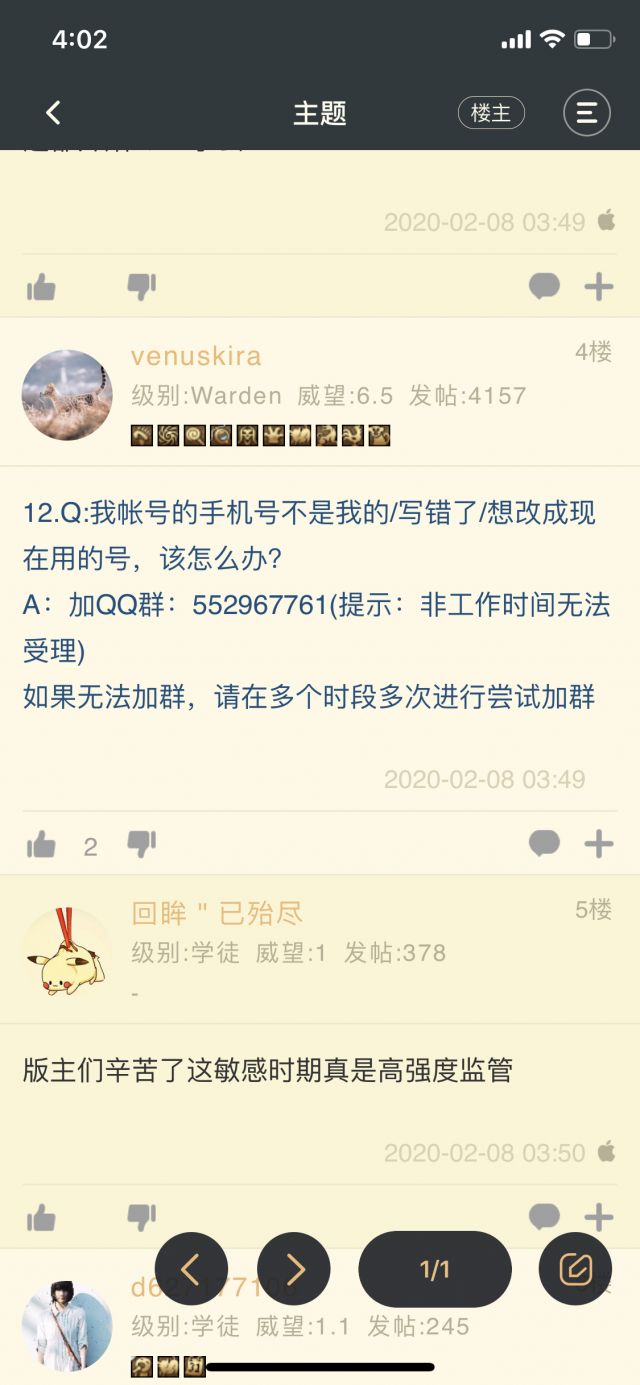 4:02
主题
楼主
2020-02-08 03:49
venuskira
4楼
级别:Warden 威望:6.5 发帖:4157
12.Q:我帐号的手机号不是我的/写错了/想改成现
在用的号，该怎么办?
A：加QQ群：552967761(提示：非工作时间无法
受理)
如果无法加群，请在多个时段多次进行尝试加群
2020-02-08 03:49
2
回眸 " 已殆尽
5楼
级别:学徒 威望:1 发帖:378
-
版主们辛苦了这敏感时期真是高强度监管
2020-02-08 03:50
1/1
级别:学徒 威望:1.1 发帖:245